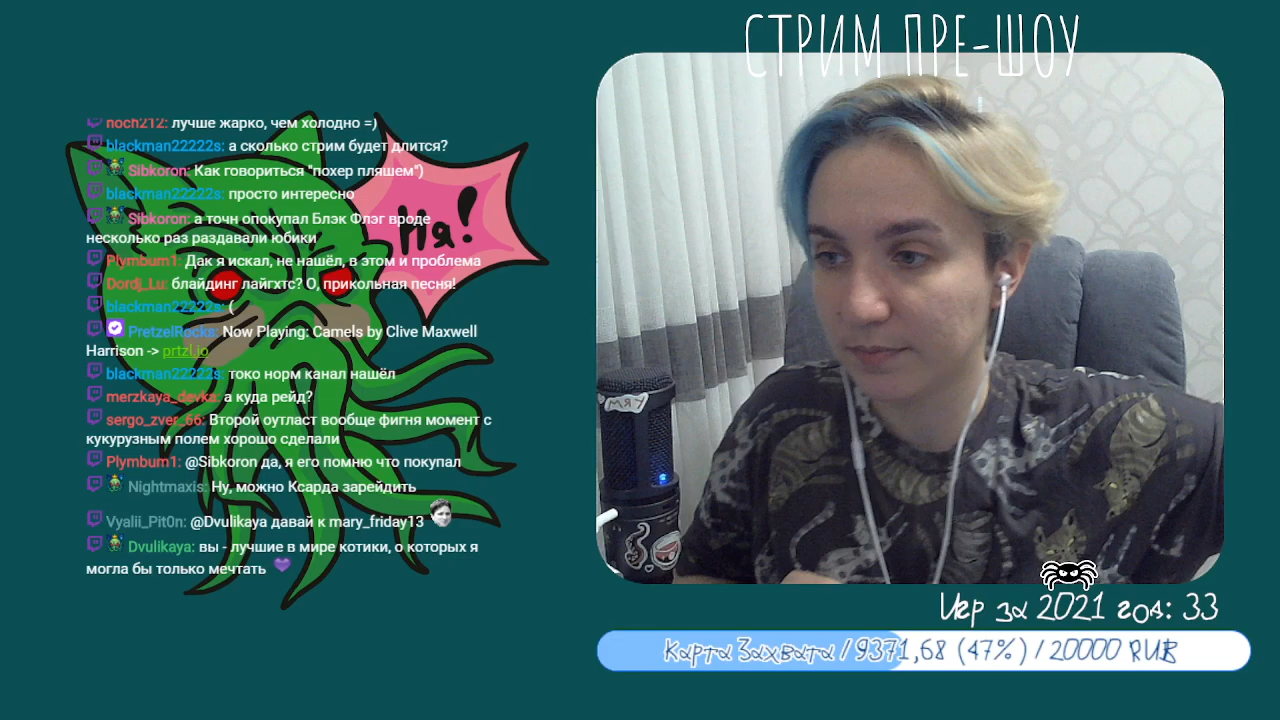 СТРИМ ПРЕ-ШОУ
noch212: лучше жарко, чем холодно =)
blackman22222s: а сколько стрим будет длится?
Sibkoron: Как говориться "похер пляшем")
blackman22222s: просто интересно
Sibkoron: а точн опокупал Блэк Флэг вроде
несколько раз раздавали юбики
Ня!
Plymbum1: Дак я искал, не нашёл, в этом и проблема
Dordj_Lu: блайдинг лайгхтс? О, прикольная песня!
blackman22222s: (
PretzelRocks: Now Playing: Camels by Clive Maxwell
Harrison -> prtzl.io
blackman22222s: токо норм канал нашёл
merzkaya_devka: а куда рейд?
sergo_zver_66: Второй отласт вообще фигня момент с
кукурузным полем хорошо сделали
Plymbum1: @Sibkoron да, я его помню что покупал
Nightmaxis: Ну, можно Ксарда зарейдить
Vyalii_Pit0n: @Dvulikaya давай к mary_friday13
Dvulikaya: вы - лучшие в мире котики, о которых я
могла бы только мечтать
МЯУ
Игр за 2021 год: 33
Карта Захвата / 9371,68 (47%) / 20000 RUB